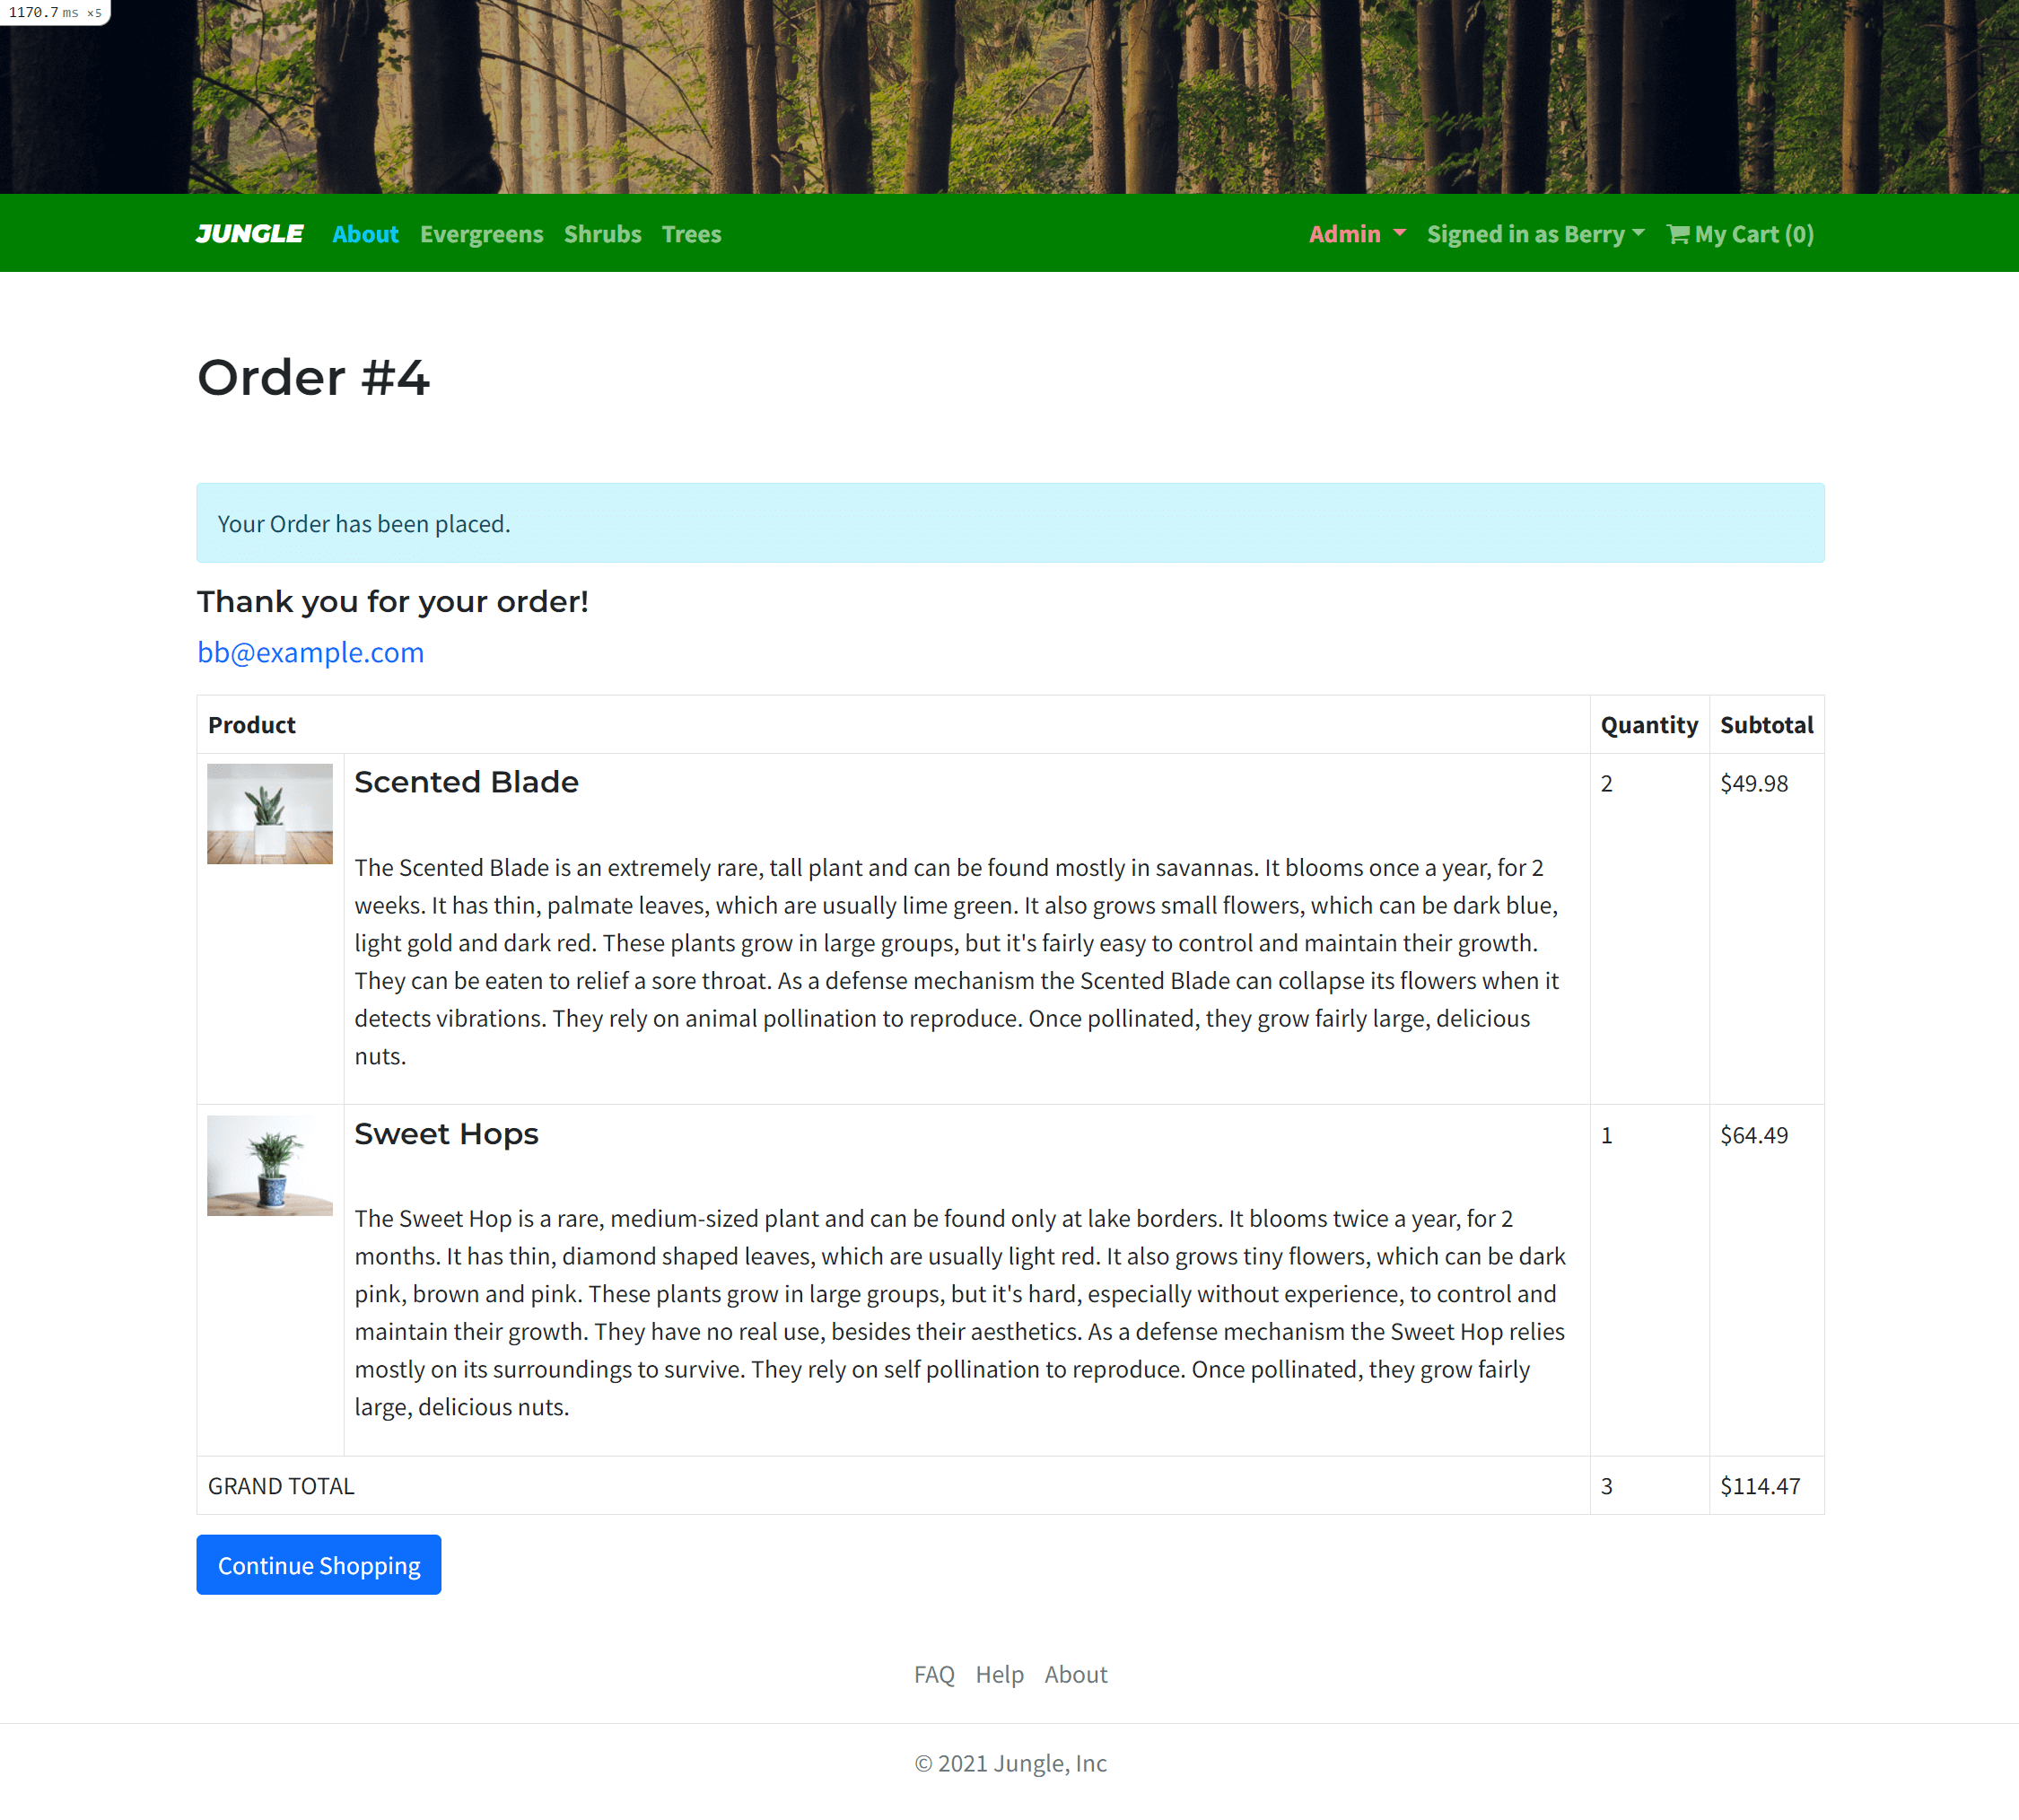 1170.7 ms ×5
JUNGLE About Evergreens Shrubs Trees Admin Signed in as Berry My Cart (0)
Order #4
Your Order has been placed.
Thank you for your order!
bb@example.com
Product Quantity Subtotal
Scented Blade 2 $49.98
The Scented Blade is an extremely rare, tall plant and can be found mostly in savannas. It blooms once a year, for 2
weeks. It has thin, palmate leaves, which are usually lime green. It also grows small flowers, which can be dark blue,
light gold and dark red. These plants grow in large groups, but it's fairly easy to control and maintain their growth.
They can be eaten to relief a sore throat. As a defense mechanism the Scented Blade can collapse its flowers when it
detects vibrations. They rely on animal pollination to reproduce. Once pollinated, they grow fairly large, delicious
nuts.
Sweet Hops 1 $64.49
The Sweet Hop is a rare, medium-sized plant and can be found only at lake borders. It blooms twice a year, for 2
months. It has thin, diamond shaped leaves, which are usually light red. It also grows tiny flowers, which can be dark
pink, brown and pink. These plants grow in large groups, but it's hard, especially without experience, to control and
maintain their growth. They have no real use, besides their aesthetics. As a defense mechanism the Sweet Hop relies
mostly on its surroundings to survive. They rely on self pollination to reproduce. Once pollinated, they grow fairly
large, delicious nuts.
GRAND TOTAL 3 $114.47
Continue Shopping
FAQ Help About
© 2021 Jungle, Inc